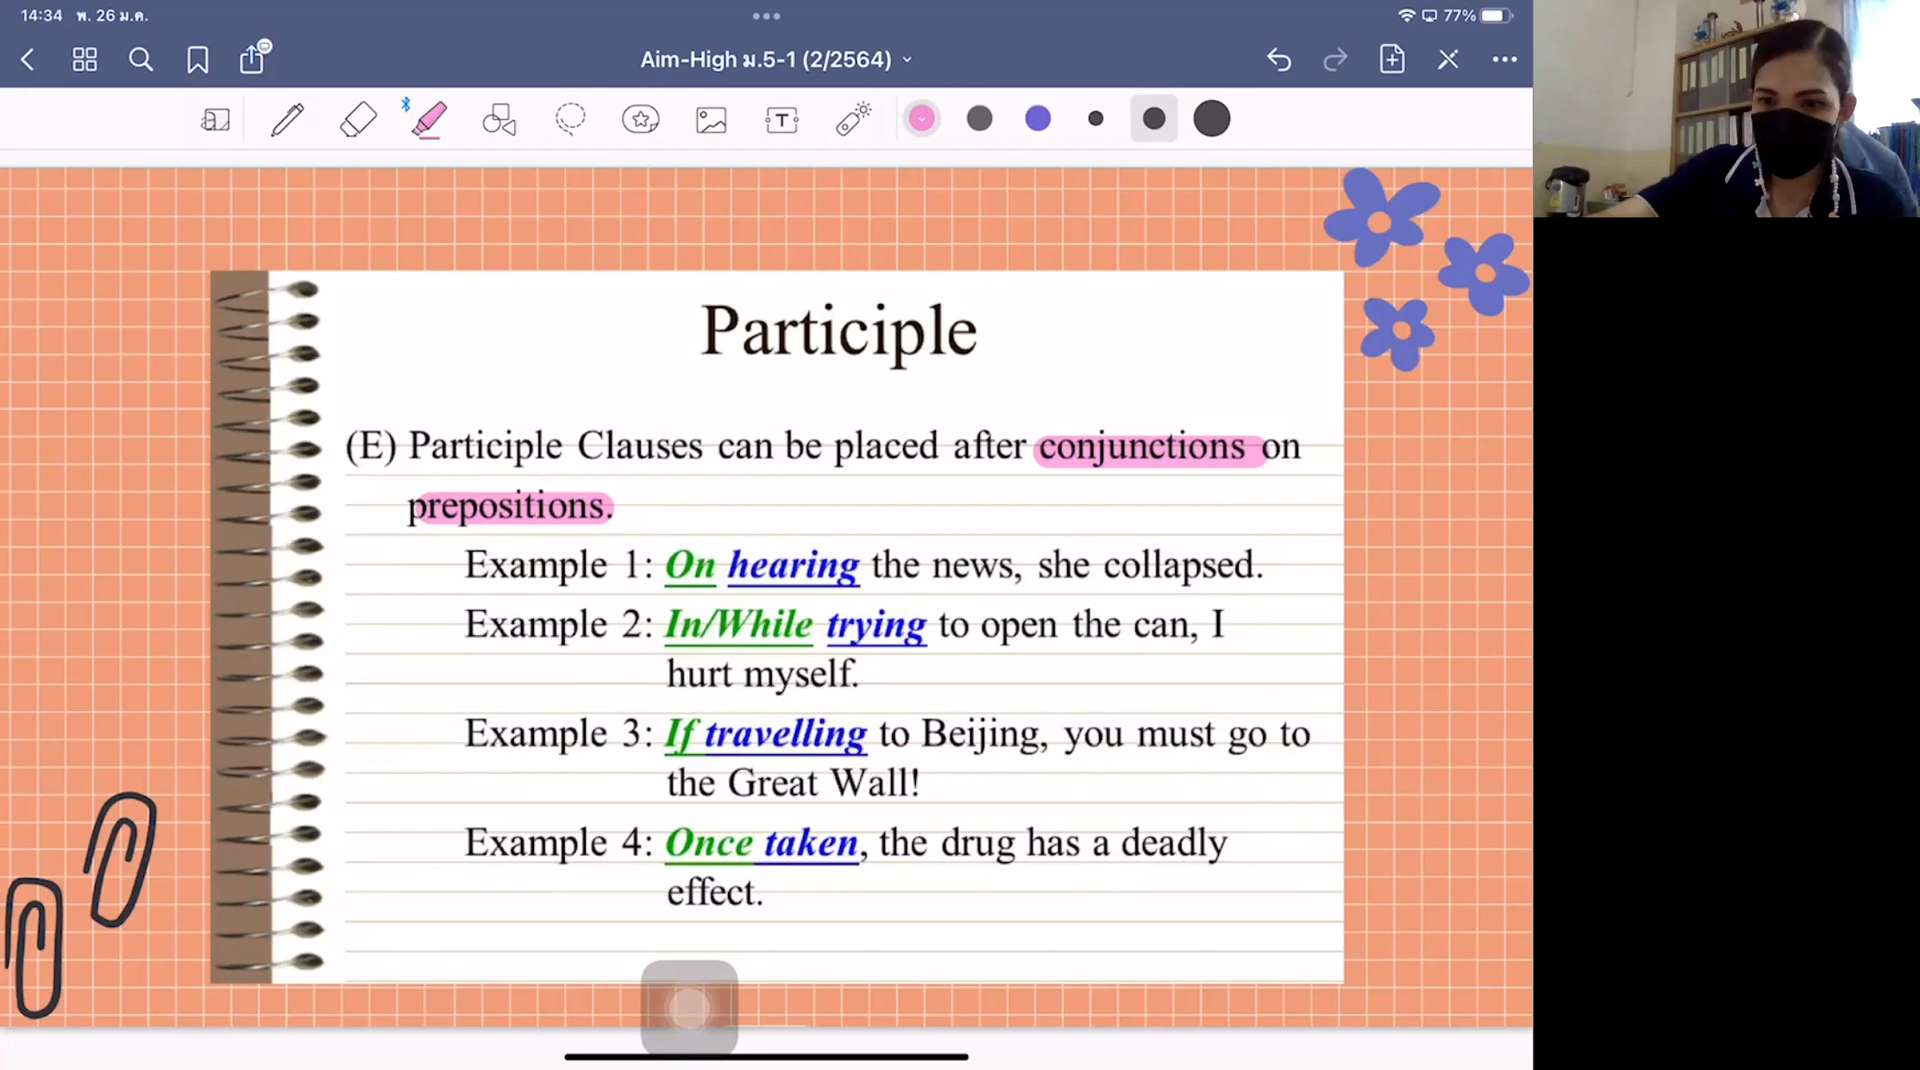 14:34 พ. 26 ม.ค.
77%
Aim-High ม.5-1 (2/2564)
Participle
(E) Participle Clauses can be placed after conjunctions on
prepositions.
Example 1: On hearing the news, she collapsed.
Example 2: In/While trying to open the can, I
hurt myself.
Example 3: If travelling to Beijing, you must go to
the Great Wall!
Example 4: Once taken, the drug has a deadly
effect.